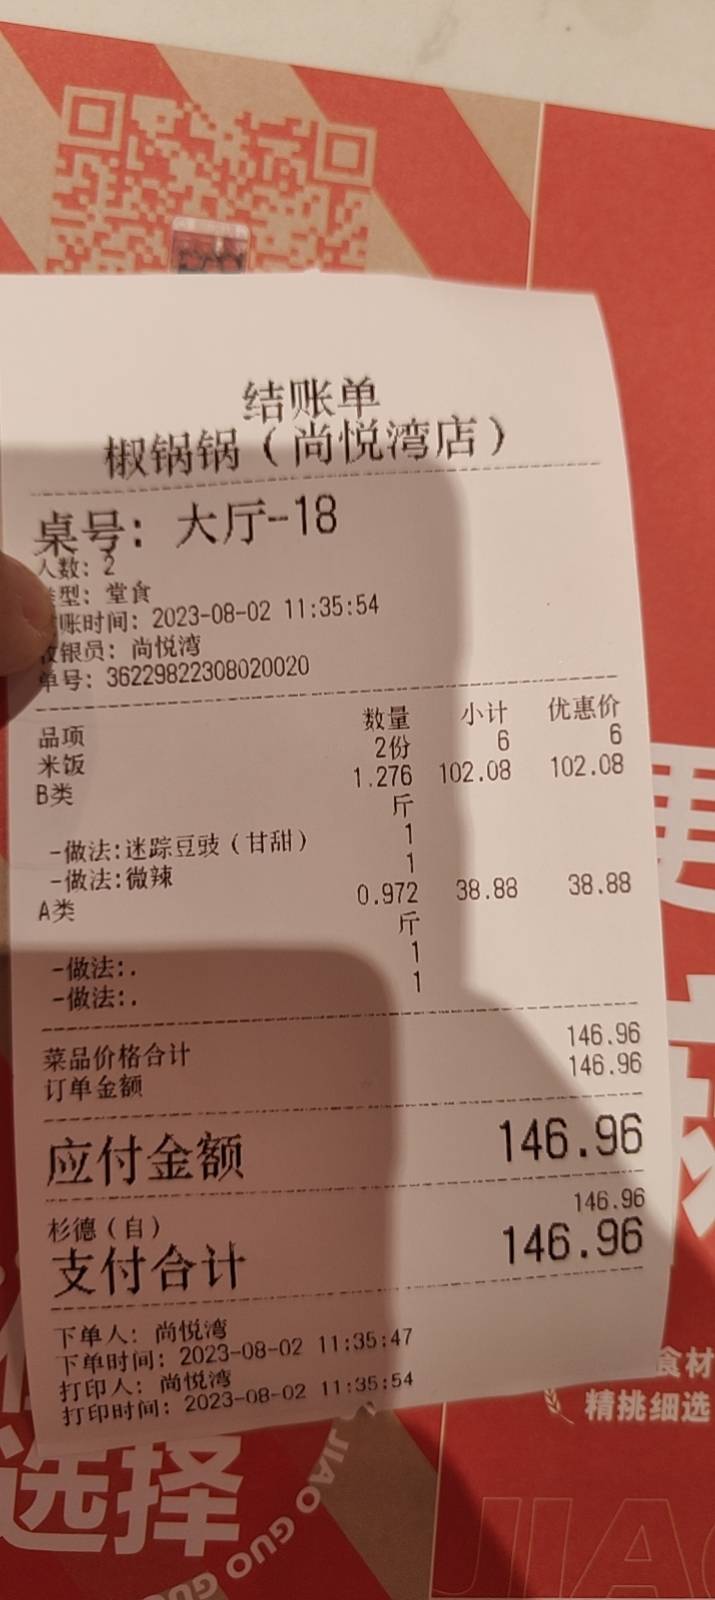 结账单
椒锅锅（尚悦湾店）
桌号：大厅-18
人数：2
型：堂食
账时间：2023-08-02 11:35:54
银员：尚悦湾
单号：36229822308020020
品项 数量 小计 优惠价
米饭 2份 6 6
B类 1.276 102.08 102.08
斤
-做法:迷踪豆豉（甘甜） 1
-做法:微辣 1
A类 0.972 38.88 38.88
斤
-做法:. 1
-做法:. 1
菜品价格合计 146.96
订单金额 146.96
应付金额 146.96
杉德（自） 146.96
支付合计 146.96
下单人：尚悦湾
下单时间：2023-08-02 11:35:47
打印人：尚悦湾
打印时间：2023-08-02 11:35:54
食材
精挑细选
选择
JIAO GUO GUO
JIA